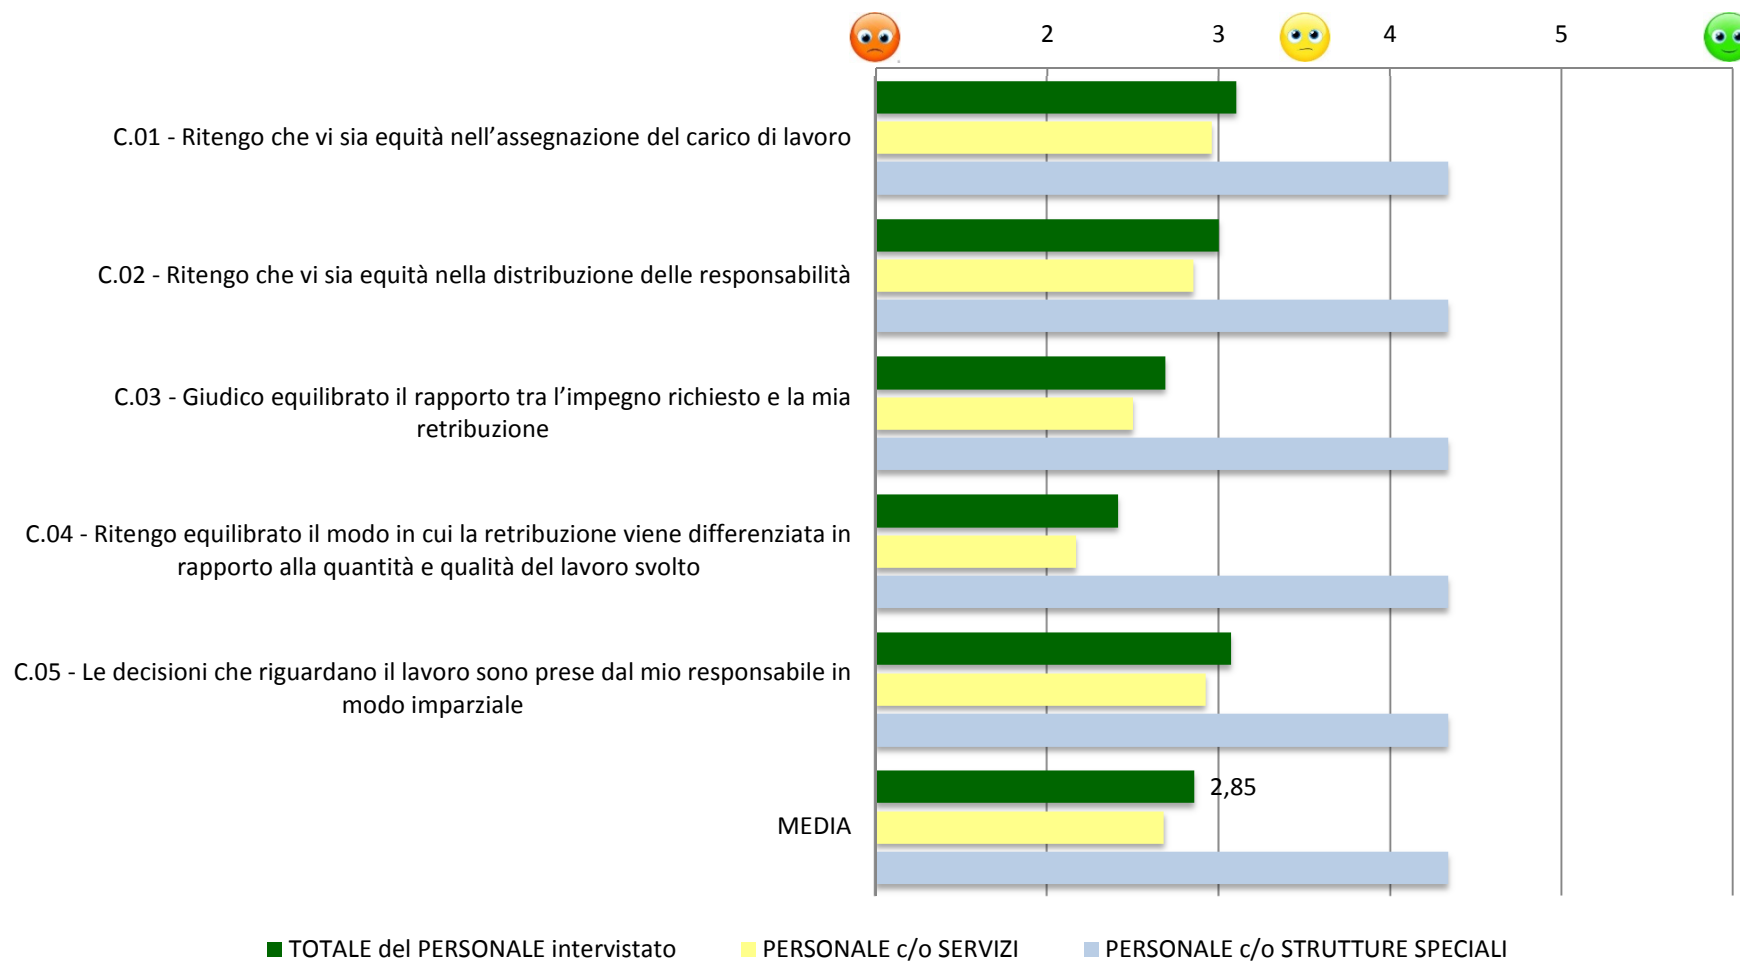 2 3 4 5
C.01 - Ritengo che vi sia equità nell’assegnazione del carico di lavoro
C.02 - Ritengo che vi sia equità nella distribuzione delle responsabilità
C.03 - Giudico equilibrato il rapporto tra l’impegno richiesto e la mia
retribuzione
C.04 - Ritengo equilibrato il modo in cui la retribuzione viene differenziata in
rapporto alla quantità e qualità del lavoro svolto
C.05 - Le decisioni che riguardano il lavoro sono prese dal mio responsabile in
modo imparziale
2,85
MEDIA
TOTALE del PERSONALE intervistato PERSONALE c/o SERVIZI PERSONALE c/o STRUTTURE SPECIALI